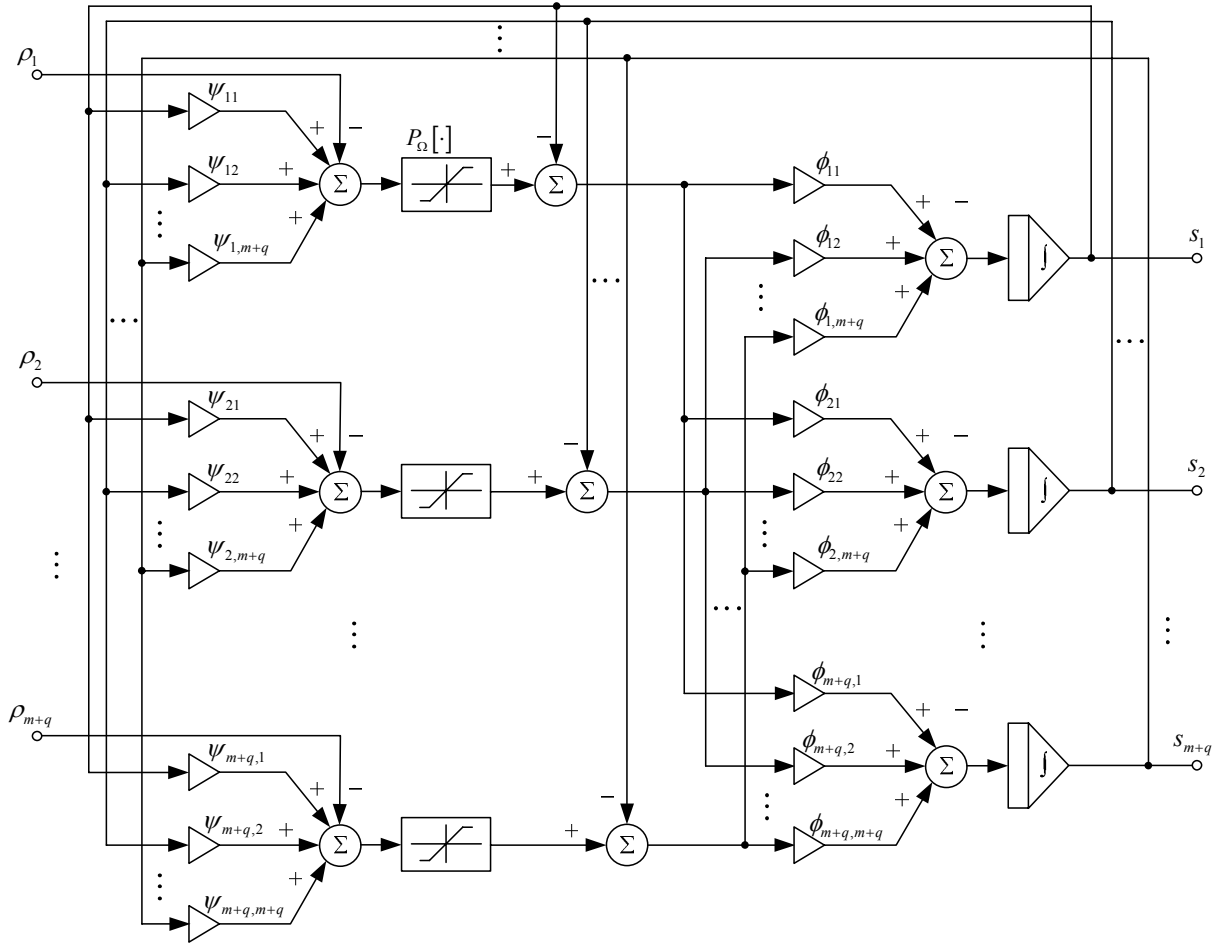 ρ₁
ψ₁₁
+ −
P_Ω[·]
ψ₁₂
+
Σ
+
−
Σ
ϕ₁₁
+ −
ψ₁,ₘ₊q
+
ϕ₁₂
+
Σ
∫
s₁
ϕ₁,ₘ₊q
+
ρ₂
ψ₂₁
+ −
ψ₂₂
+
Σ
+
−
Σ
ϕ₂₁
+ −
ψ₂,ₘ₊q
+
ϕ₂₂
+
Σ
∫
s₂
ϕ₂,ₘ₊q
+
ρₘ₊q
ψₘ₊q,₁
+ −
ψₘ₊q,₂
+
Σ
+
−
Σ
ϕₘ₊q,₁
+ −
ψₘ₊q,ₘ₊q
+
ϕₘ₊q,₂
+
Σ
∫
sₘ₊q
ϕₘ₊q,ₘ₊q
+